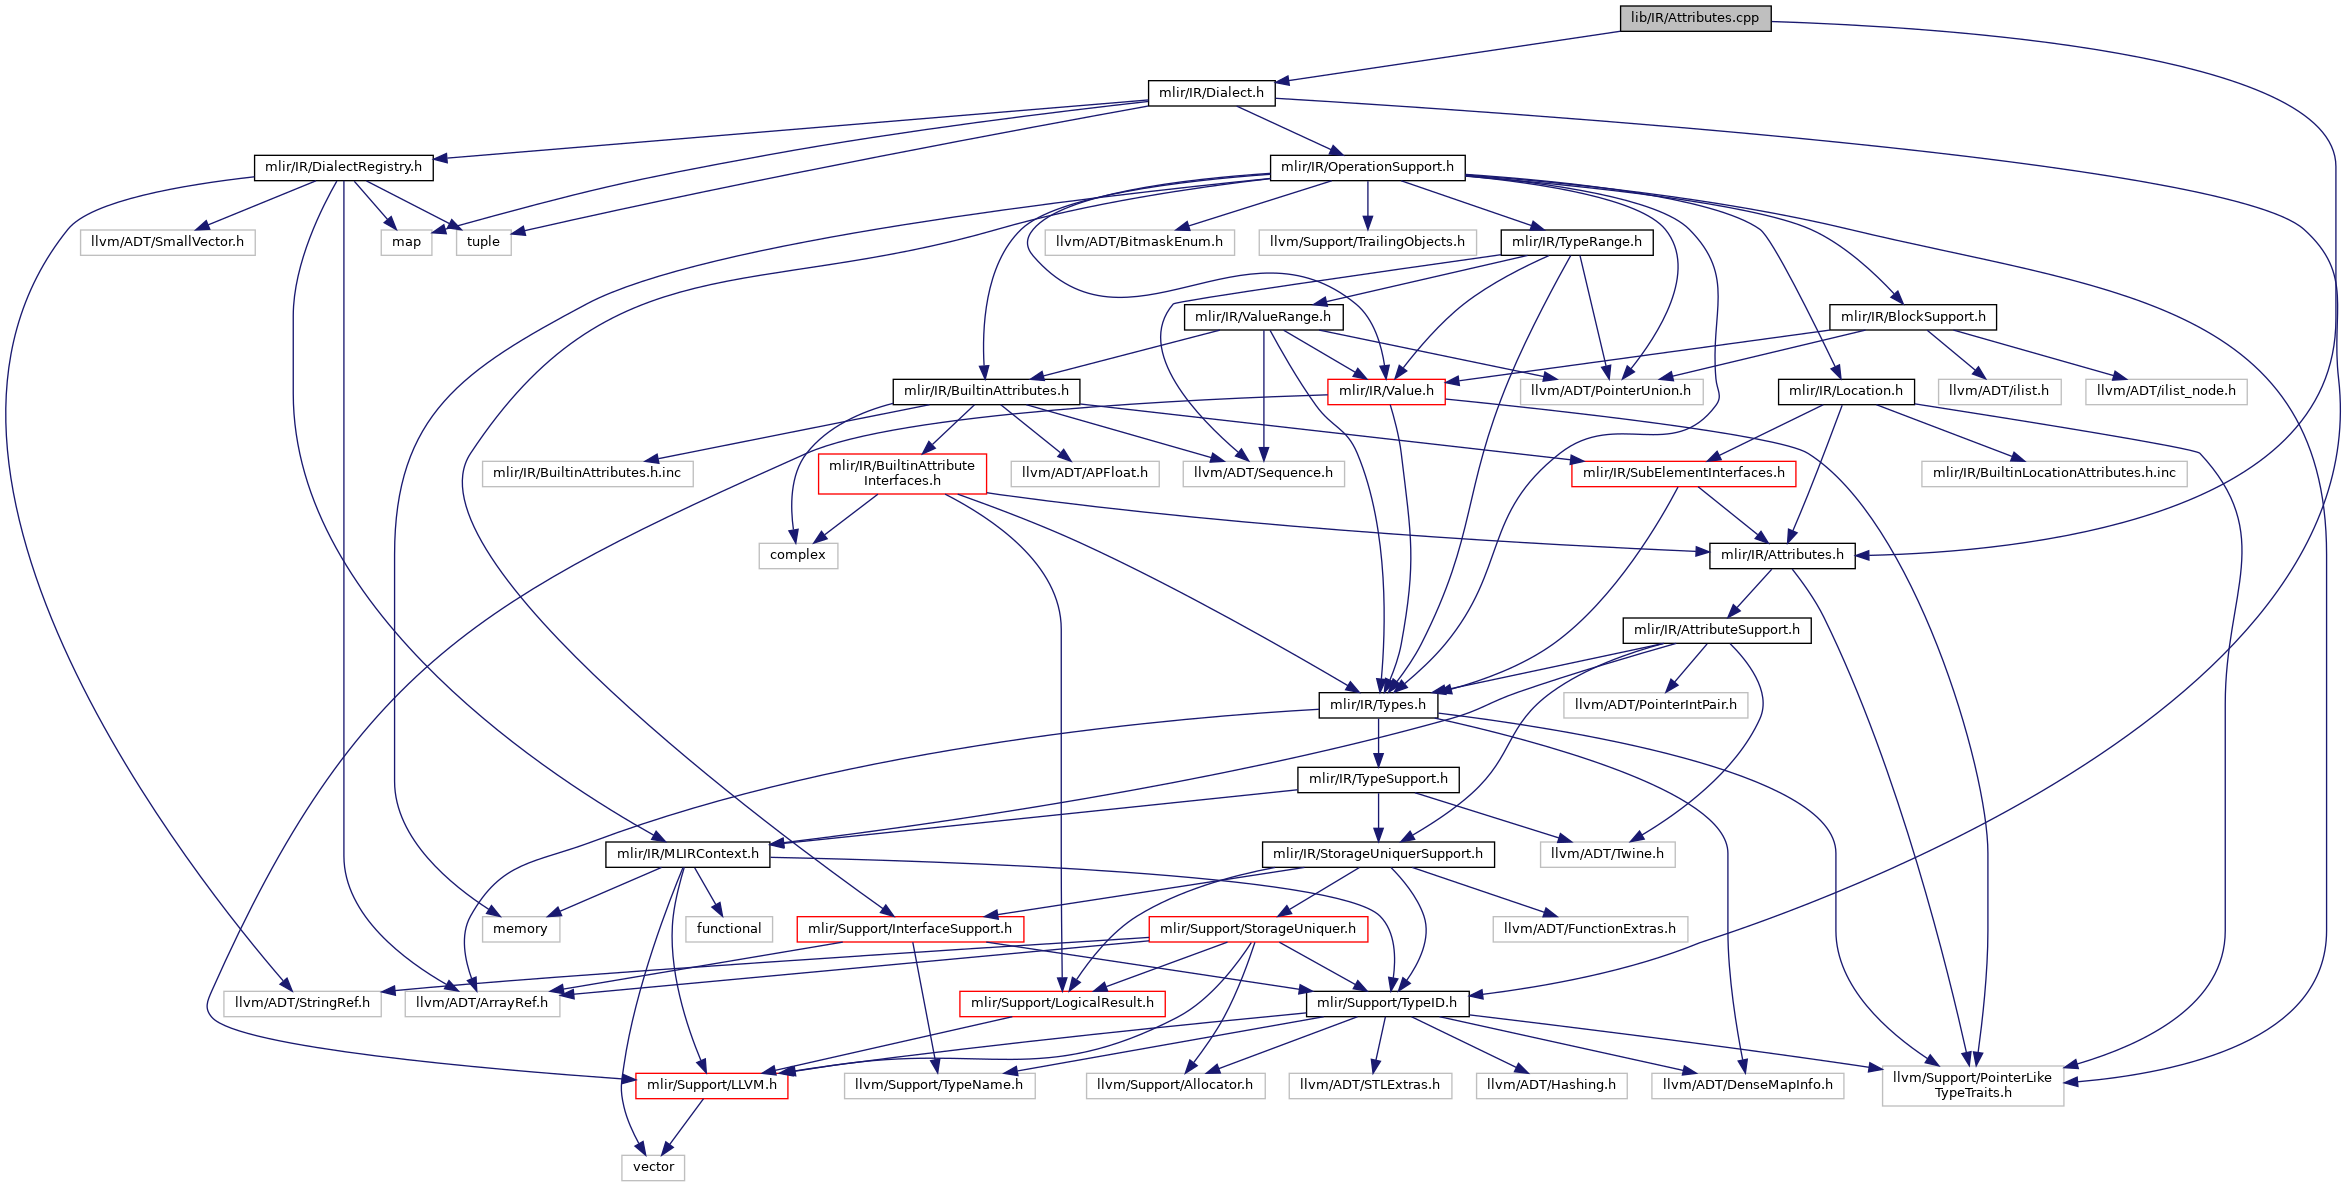 lib/IR/Attributes.cpp
mlir/IR/Dialect.h
mlir/IR/DialectRegistry.h
mlir/IR/OperationSupport.h
llvm/ADT/SmallVector.h
map
tuple
llvm/ADT/BitmaskEnum.h
llvm/Support/TrailingObjects.h
mlir/IR/TypeRange.h
mlir/IR/ValueRange.h
mlir/IR/BlockSupport.h
mlir/IR/BuiltinAttributes.h
mlir/IR/Value.h
llvm/ADT/PointerUnion.h
mlir/IR/Location.h
llvm/ADT/ilist.h
llvm/ADT/ilist_node.h
mlir/IR/BuiltinAttributes.h.inc
mlir/IR/BuiltinAttribute
Interfaces.h
llvm/ADT/APFloat.h
llvm/ADT/Sequence.h
mlir/IR/SubElementInterfaces.h
mlir/IR/BuiltinLocationAttributes.h.inc
complex
mlir/IR/Attributes.h
mlir/IR/AttributeSupport.h
mlir/IR/Types.h
llvm/ADT/PointerIntPair.h
mlir/IR/TypeSupport.h
mlir/IR/MLIRContext.h
mlir/IR/StorageUniquerSupport.h
llvm/ADT/Twine.h
memory
functional
mlir/Support/InterfaceSupport.h
mlir/Support/StorageUniquer.h
llvm/ADT/FunctionExtras.h
llvm/ADT/StringRef.h
llvm/ADT/ArrayRef.h
mlir/Support/LogicalResult.h
mlir/Support/TypeID.h
mlir/Support/LLVM.h
llvm/Support/TypeName.h
llvm/Support/Allocator.h
llvm/ADT/STLExtras.h
llvm/ADT/Hashing.h
llvm/ADT/DenseMapInfo.h
llvm/Support/PointerLike
TypeTraits.h
vector